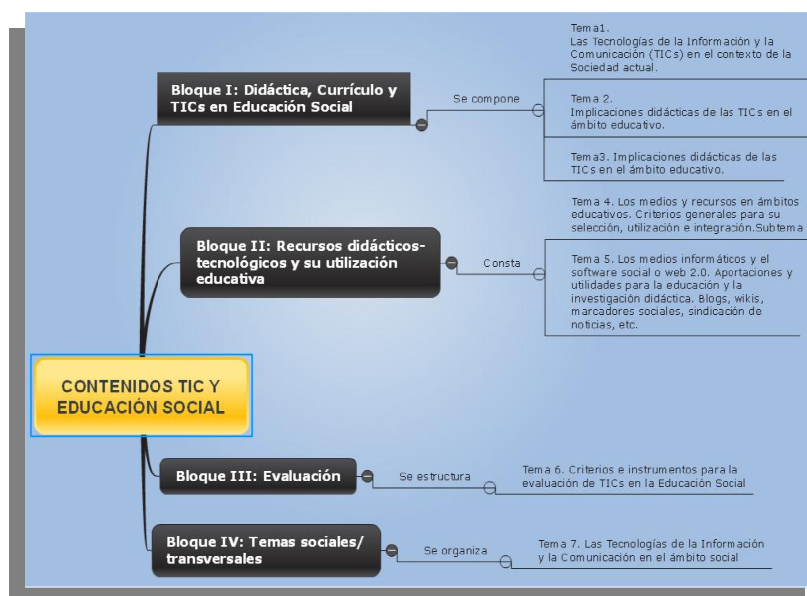 Tema1.
Las Tecnologías de la Información y la
Comunicación (TICs) en el contexto de la
Sociedad actual.
Bloque I: Didáctica, Currículo y
TICs en Educación Social
Se compone
Tema 2.
Implicaciones didácticas de las TICs en el
ámbito educativo.
Tema3. Implicaciones didácticas de las
TICs en el ámbito educativo.
Bloque II: Recursos didácticos-
tecnológicos y su utilización
educativa
Consta
Tema 4. Los medios y recursos en ámbitos
educativos. Criterios generales para su
selección, utilización e integración.Subtema
Tema 5. Los medios informáticos y el
software social o web 2.0. Aportaciones y
utilidades para la educación y la
investigación didáctica. Blogs, wikis,
marcadores sociales, sindicación de
noticias, etc.
CONTENIDOS TIC Y
EDUCACIÓN SOCIAL
Bloque III: Evaluación
Se estructura
Tema 6. Criterios e instrumentos para la
evaluación de TICs en la Educación Social
Bloque IV: Temas sociales/
transversales
Se organiza
Tema 7. Las Tecnologías de la Información
y la Comunicación en el ámbito social